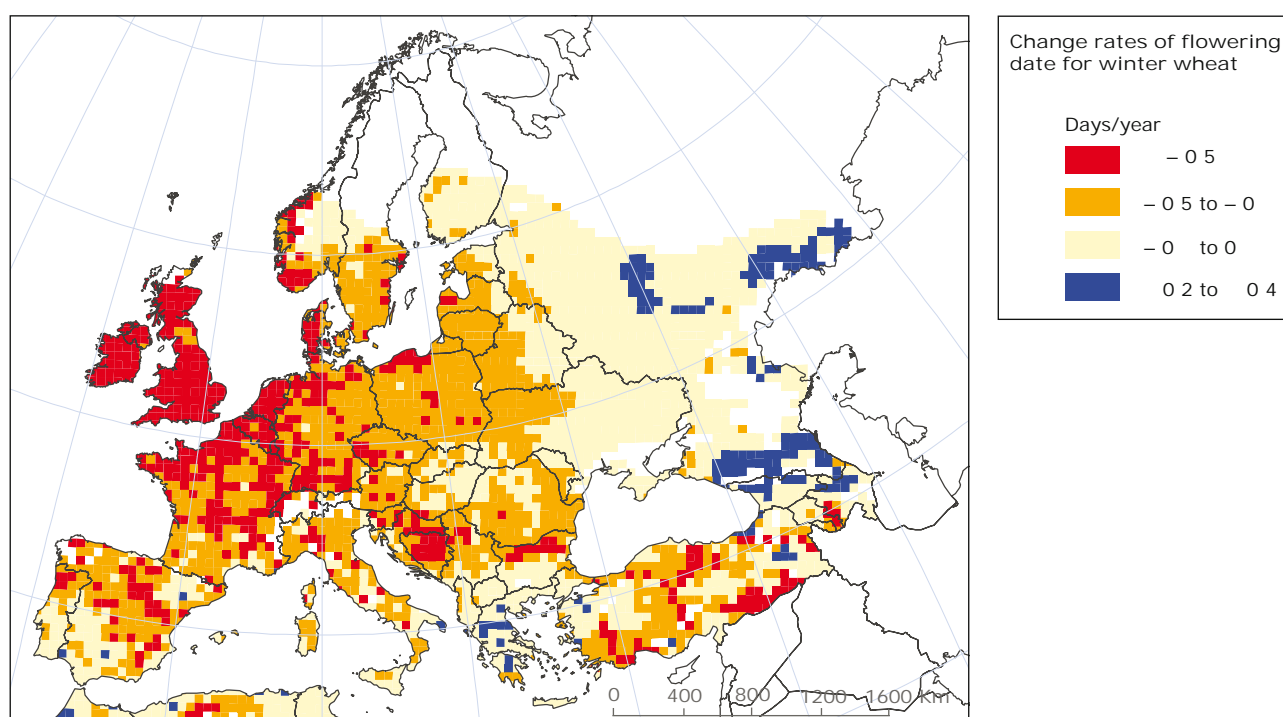 Change rates of flowering
date for winter wheat
Days/year
– 0 5
– 0 5 to – 0
– 0 to 0
0 2 to 0 4
0 400 800 1200 1600 Km